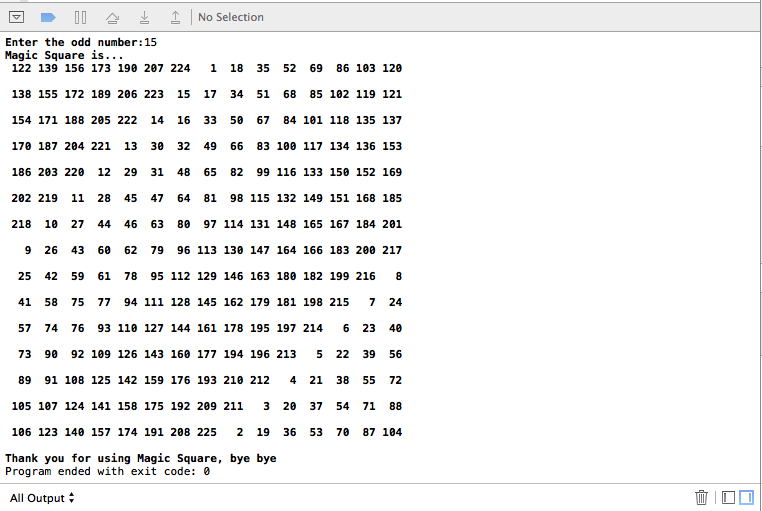 No Selection
Enter the odd number:15
Magic Square is...
122 139 156 173 190 207 224 1 18 35 52 69 86 103 120
138 155 172 189 206 223 15 17 34 51 68 85 102 119 121
154 171 188 205 222 14 16 33 50 67 84 101 118 135 137
170 187 204 221 13 30 32 49 66 83 100 117 134 136 153
186 203 220 12 29 31 48 65 82 99 116 133 150 152 169
202 219 11 28 45 47 64 81 98 115 132 149 151 168 185
218 10 27 44 46 63 80 97 114 131 148 165 167 184 201
9 26 43 60 62 79 96 113 130 147 164 166 183 200 217
25 42 59 61 78 95 112 129 146 163 180 182 199 216 8
41 58 75 77 94 111 128 145 162 179 181 198 215 7 24
57 74 76 93 110 127 144 161 178 195 197 214 6 23 40
73 90 92 109 126 143 160 177 194 196 213 5 22 39 56
89 91 108 125 142 159 176 193 210 212 4 21 38 55 72
105 107 124 141 158 175 192 209 211 3 20 37 54 71 88
106 123 140 157 174 191 208 225 2 19 36 53 70 87 104
Thank you for using Magic Square, bye bye
Program ended with exit code: 0
All Output